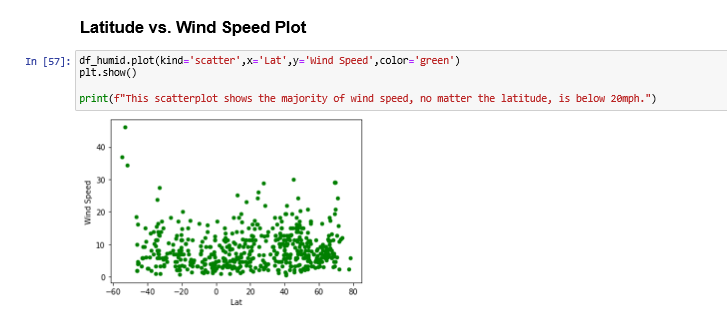 Latitude vs. Wind Speed Plot
In [57]: df_humid.plot(kind='scatter',x='Lat',y='Wind Speed',color='green')
plt.show()
print(f"This scatterplot shows the majority of wind speed, no matter the latitude, is below 20mph.")
40
30
20
10
0
Wind Speed
−60 −40 −20 0 20 40 60 80
Lat